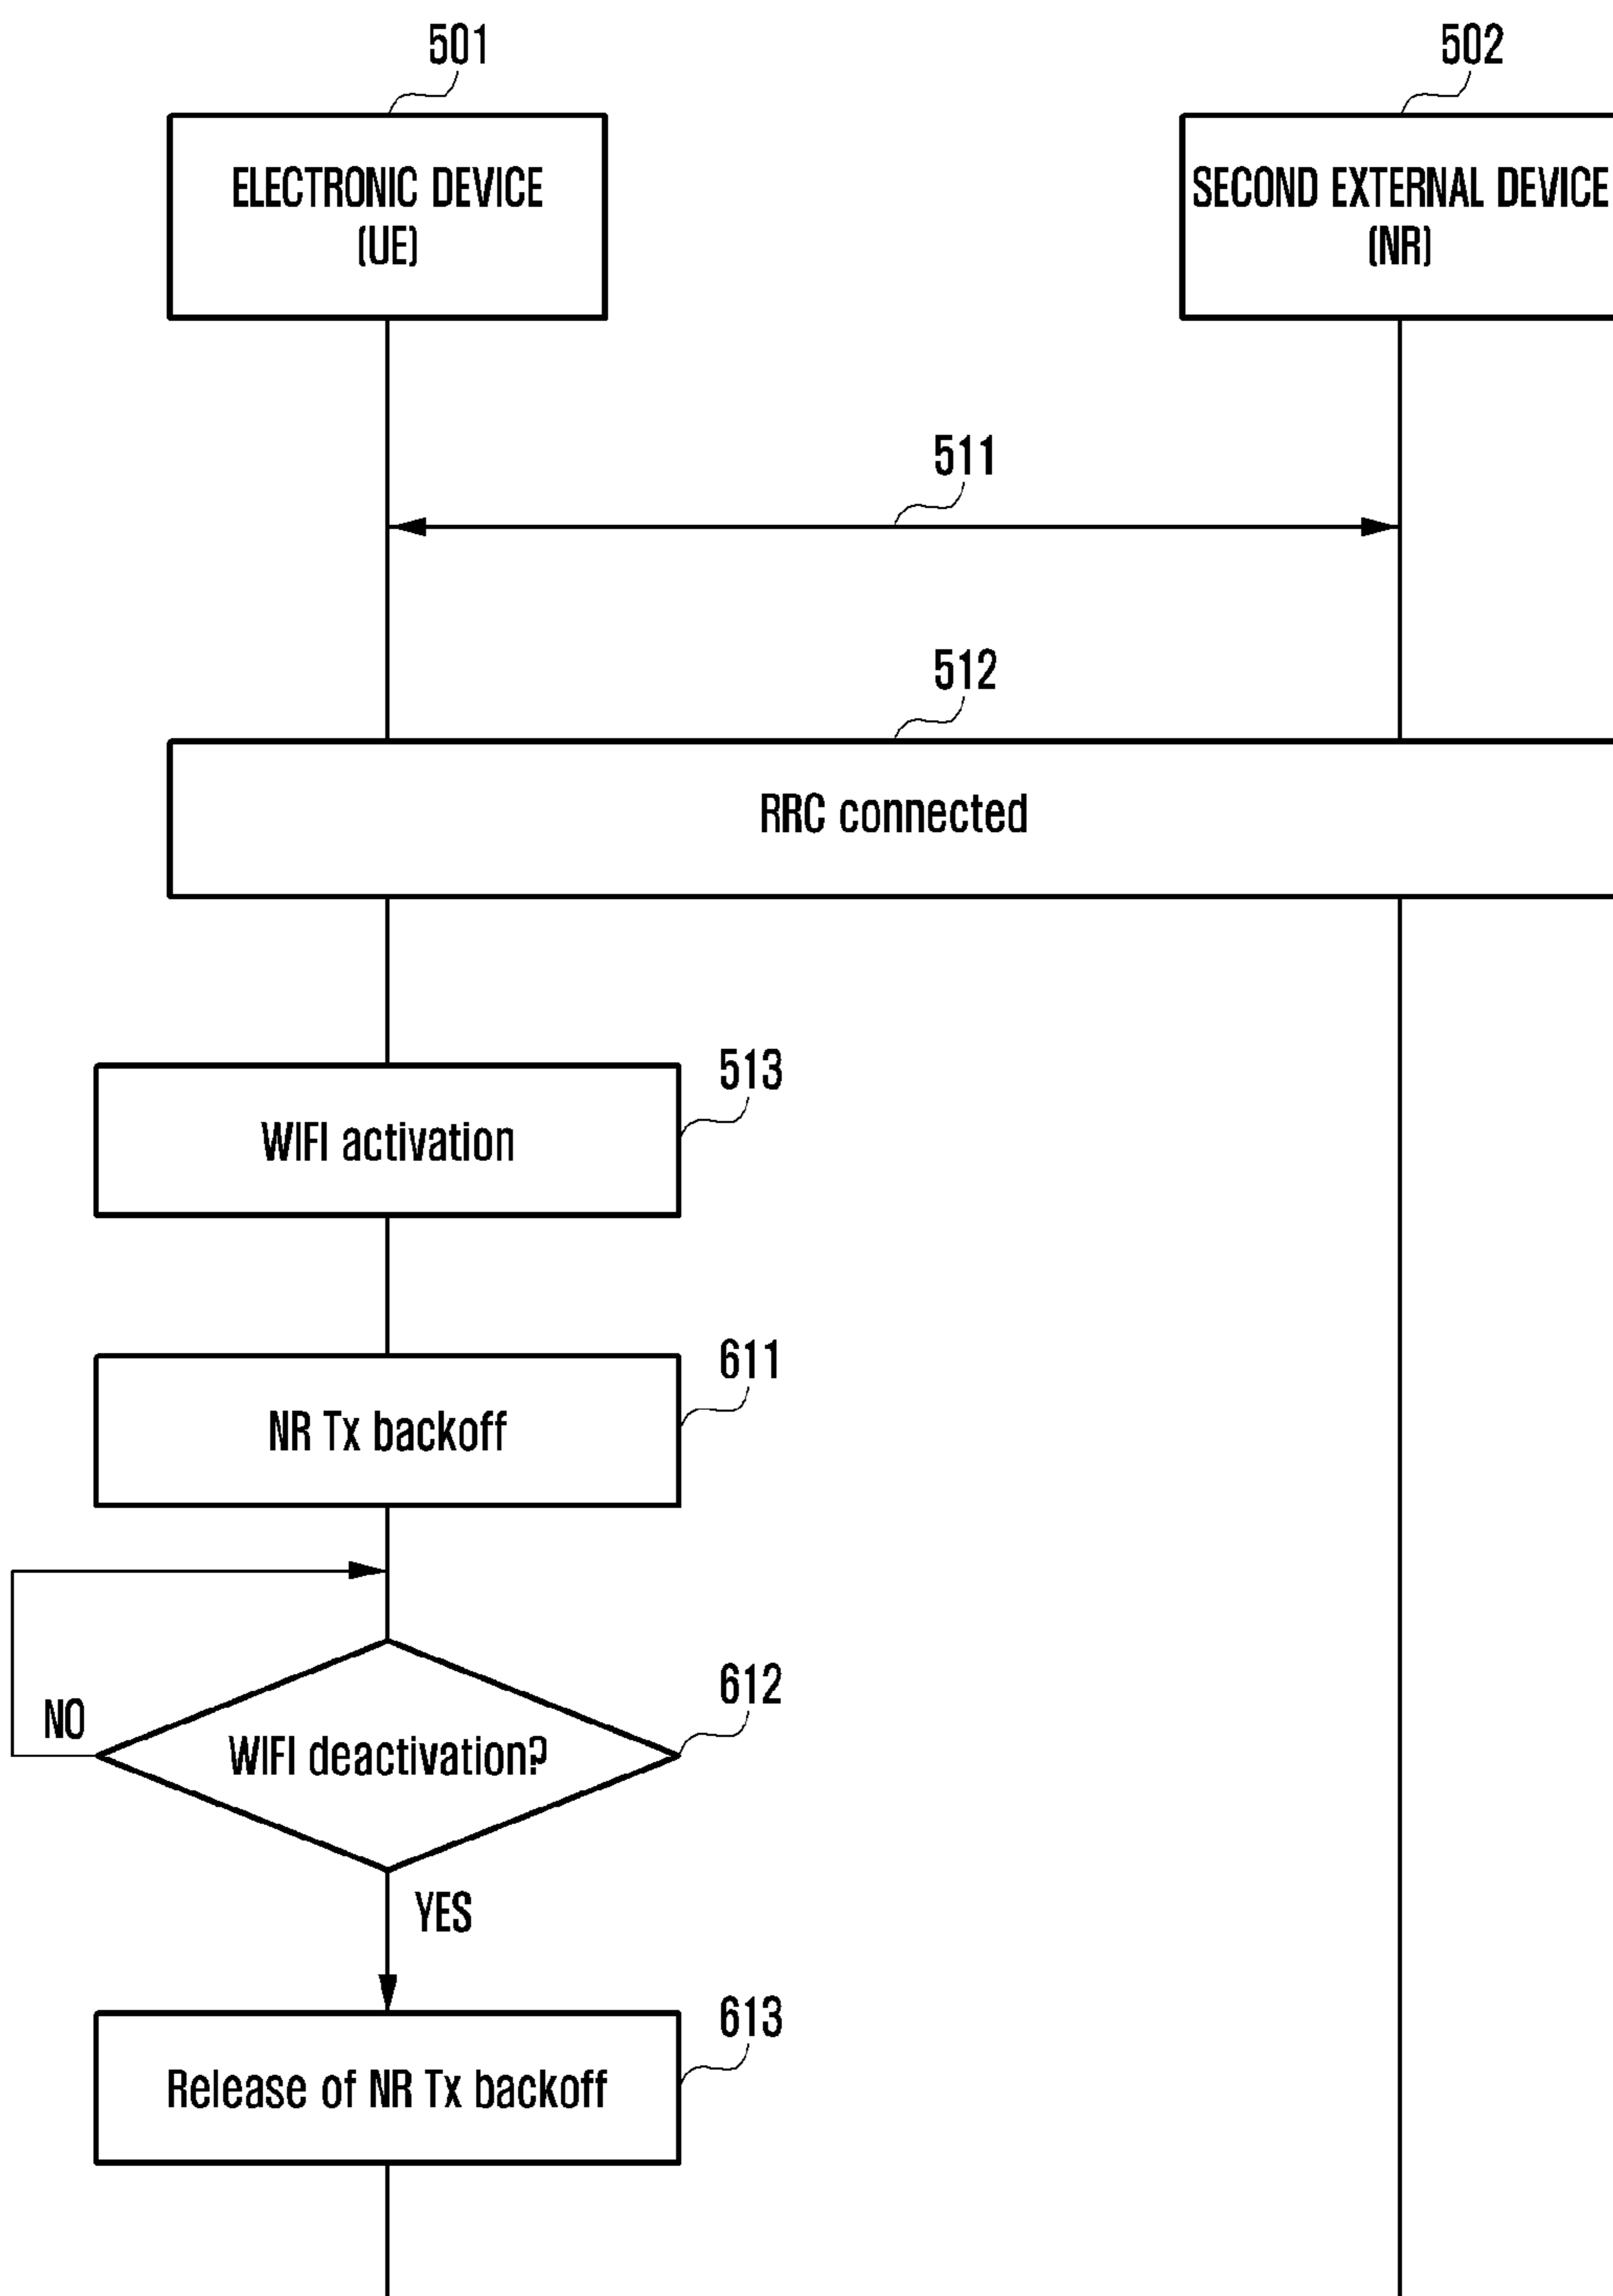 501
502
ELECTRONIC DEVICE
(UE)
SECOND EXTERNAL DEVICE
(NR)
511
512
RRC connected
513
WIFI activation
611
NR Tx backoff
612
NO
WIFI deactivation?
YES
613
Release of NR Tx backoff